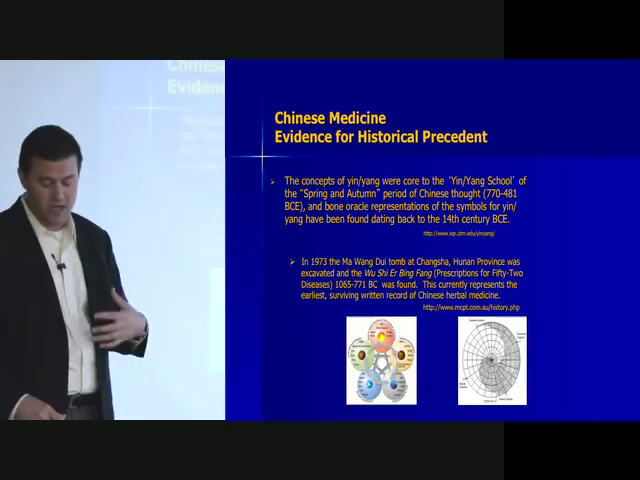 Chinese
Eviden
Chinese Medicine
Evidence for Historical Precedent
The concepts of yin/yang were core to the 'Yin/Yang School' of
the "Spring and Autumn" period of Chinese thought (770-481
BCE), and bone oracle representations of the symbols for yin/
yang have been found dating back to the 14th century BCE.
http://www.iep.utm.edu/yinyang/
In 1973 the Ma Wang Dui tomb at Changsha, Hunan Province was
excavated and the Wu Shi Er Bing Fang (Prescriptions for Fifty-Two
Diseases) 1065-771 BC was found. This currently represents the
earliest, surviving written record of Chinese herbal medicine.
http://www.mcpt.com.au/history.php